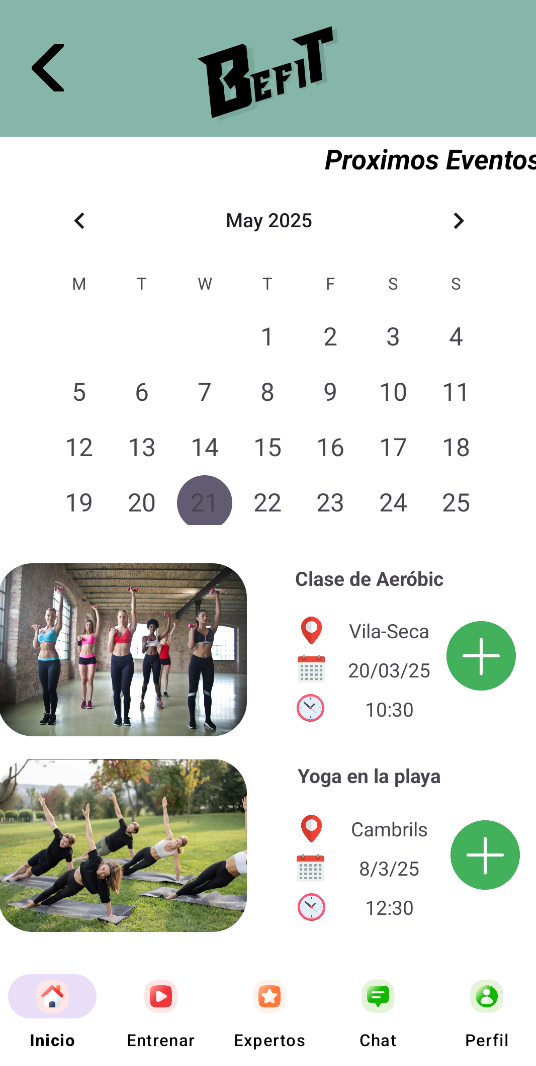 BEFIT
Proximos Eventos
May 2025
M T W T F S S
1 2 3 4
5 6 7 8 9 10 11
12 13 14 15 16 17 18
19 20 21 22 23 24 25
Clase de Aeróbic
Vila-Seca
20/03/25
10:30
Yoga en la playa
Cambrils
8/3/25
12:30
Inicio Entrenar Expertos Chat Perfil